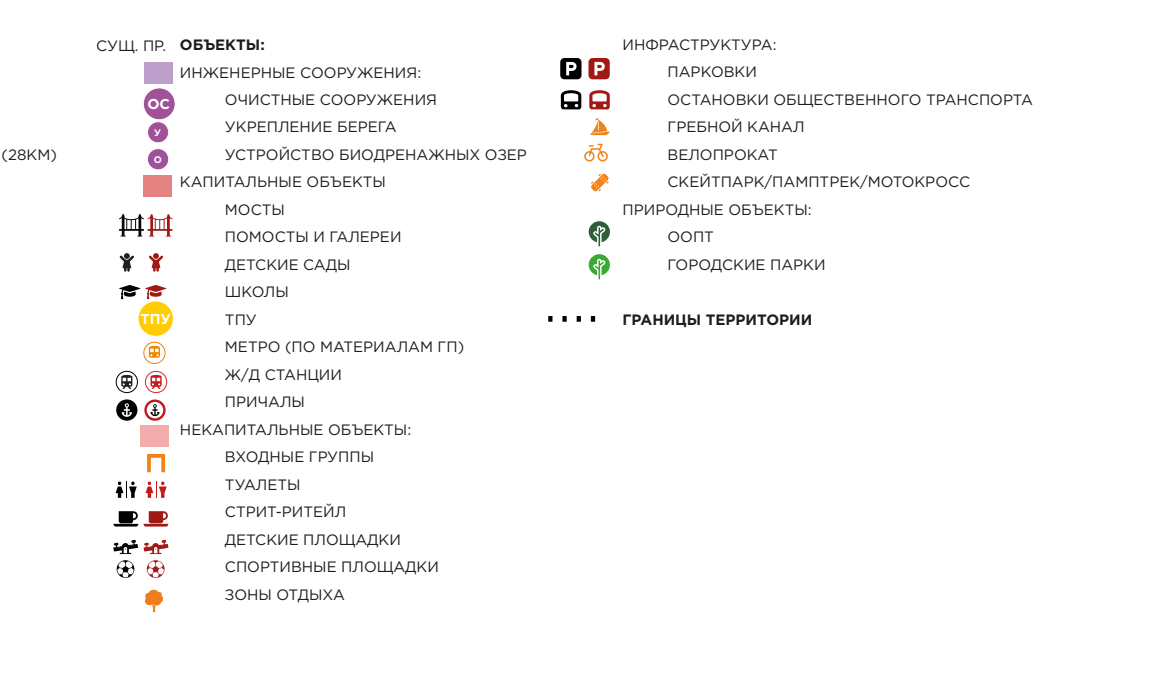 СУЩ. ПР. ОБЪЕКТЫ:
ИНЖЕНЕРНЫЕ СООРУЖЕНИЯ:
ОС ОЧИСТНЫЕ СООРУЖЕНИЯ
У УКРЕПЛЕНИЕ БЕРЕГА
(28КМ)
О УСТРОЙСТВО БИОДРЕНАЖНЫХ ОЗЕР
КАПИТАЛЬНЫЕ ОБЪЕКТЫ
МОСТЫ
ПОМОСТЫ И ГАЛЕРЕИ
ДЕТСКИЕ САДЫ
ШКОЛЫ
ТПУ ТПУ
МЕТРО (ПО МАТЕРИАЛАМ ГП)
Ж/Д СТАНЦИИ
ПРИЧАЛЫ
НЕКАПИТАЛЬНЫЕ ОБЪЕКТЫ:
ВХОДНЫЕ ГРУППЫ
ТУАЛЕТЫ
СТРИТ-РИТЕЙЛ
ДЕТСКИЕ ПЛОЩАДКИ
СПОРТИВНЫЕ ПЛОЩАДКИ
ЗОНЫ ОТДЫХА
ИНФРАСТРУКТУРА:
P P ПАРКОВКИ
ОСТАНОВКИ ОБЩЕСТВЕННОГО ТРАНСПОРТА
ГРЕБНОЙ КАНАЛ
ВЕЛОПРОКАТ
СКЕЙТПАРК/ПАМПТРЕК/МОТОКРОСС
ПРИРОДНЫЕ ОБЪЕКТЫ:
ООПТ
ГОРОДСКИЕ ПАРКИ
ГРАНИЦЫ ТЕРРИТОРИИ